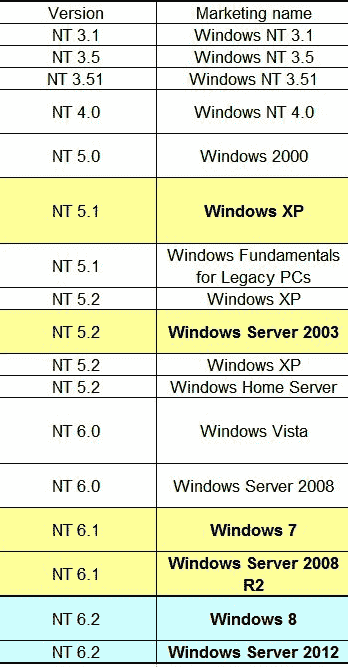 Version Marketing name
NT 3.1 Windows NT 3.1
NT 3.5 Windows NT 3.5
NT 3.51 Windows NT 3.51
NT 4.0 Windows NT 4.0
NT 5.0 Windows 2000
NT 5.1 Windows XP
NT 5.1 Windows Fundamentals
for Legacy PCs
NT 5.2 Windows XP
NT 5.2 Windows Server 2003
NT 5.2 Windows XP
NT 5.2 Windows Home Server
NT 6.0 Windows Vista
NT 6.0 Windows Server 2008
NT 6.1 Windows 7
NT 6.1 Windows Server 2008
R2
NT 6.2 Windows 8
NT 6.2 Windows Server 2012